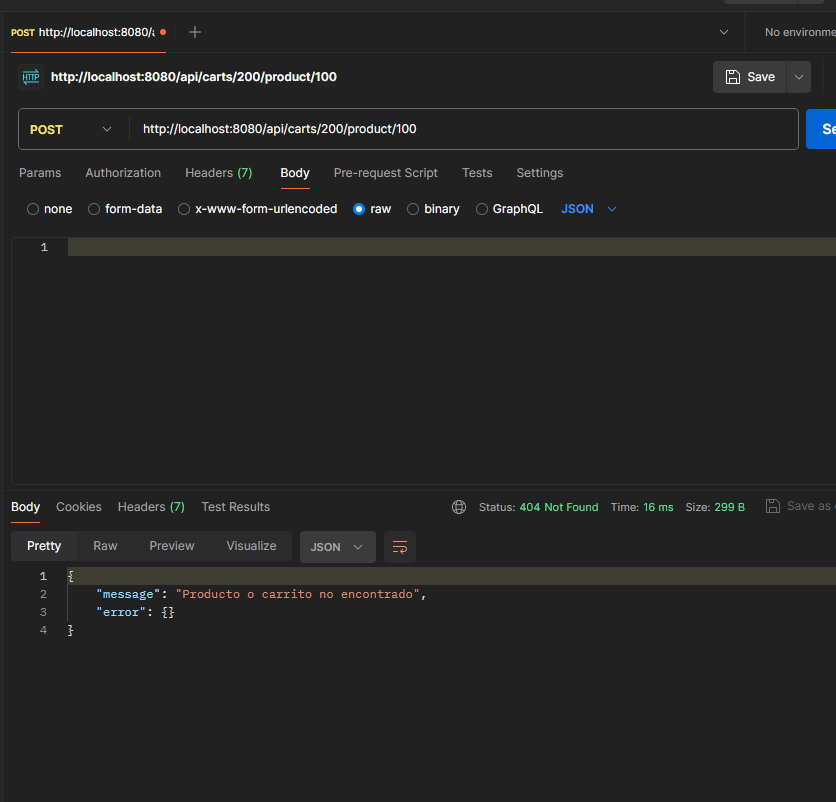 POST http://localhost:8080/
No environme
HTTP http://localhost:8080/api/carts/200/product/100
Save
POST http://localhost:8080/api/carts/200/product/100
Se
Params Authorization Headers (7) Body Pre-request Script Tests Settings
none form-data x-www-form-urlencoded raw binary GraphQL JSON
1
Body Cookies Headers (7) Test Results
Status: 404 Not Found Time: 16 ms Size: 299 B
Save as
Pretty Raw Preview Visualize JSON
1 {
2 "message": "Producto o carrito no encontrado",
3 "error": {}
4 }